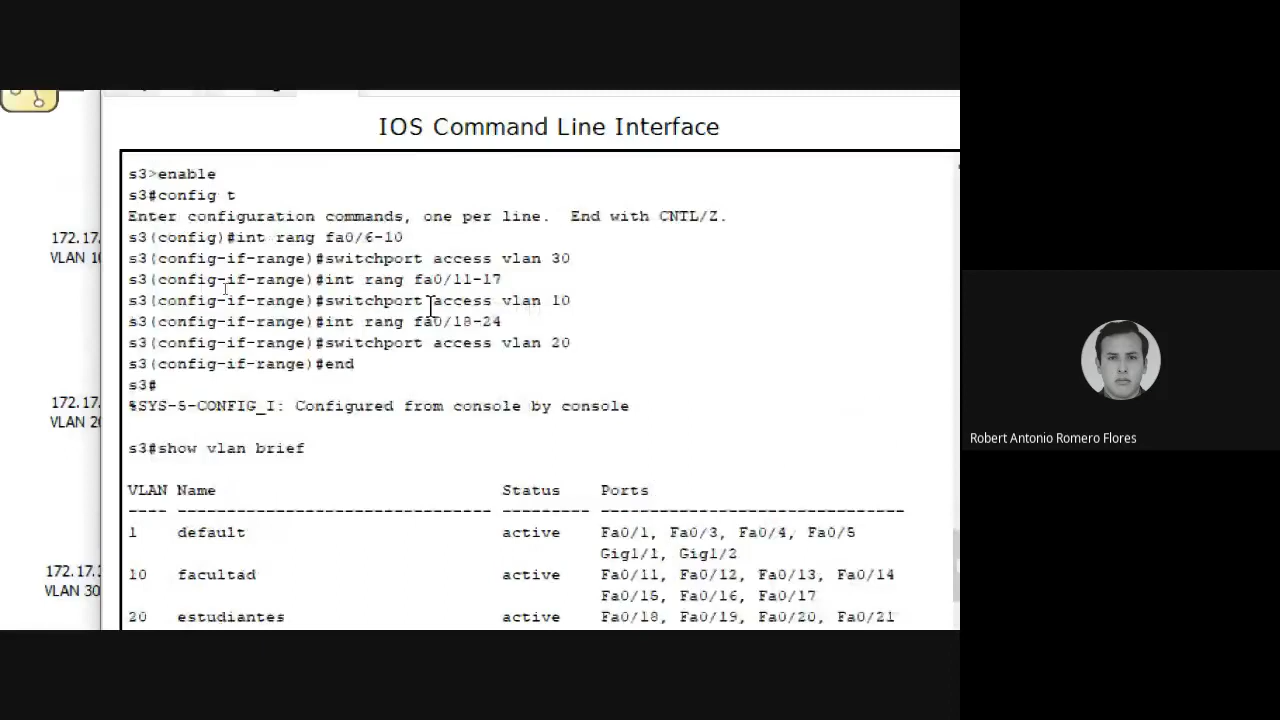 IOS Command Line Interface
s3>enable
s3#config t
Enter configuration commands, one per line.  End with CNTL/Z.
s3(config)#int rang fa0/6-10
s3(config-if-range)#switchport access vlan 30
s3(config-if-range)#int rang fa0/11-17
s3(config-if-range)#switchport access vlan 10
s3(config-if-range)#int rang fa0/18-24
s3(config-if-range)#switchport access vlan 20
s3(config-if-range)#end
s3#
%SYS-5-CONFIG_I: Configured from console by console
s3#show vlan brief
VLAN Name                             Status    Ports
---- -------------------------------- --------- -------------------------------
1    default                          active    Fa0/1, Fa0/3, Fa0/4, Fa0/5
                                                Gig1/1, Gig1/2
10   facultad                         active    Fa0/11, Fa0/12, Fa0/13, Fa0/14
                                                Fa0/15, Fa0/16, Fa0/17
20   estudiantes                      active    Fa0/18, Fa0/19, Fa0/20, Fa0/21
172.17.
VLAN 10
172.17.
VLAN 20
172.17.3
VLAN 30
Robert Antonio Romero Flores